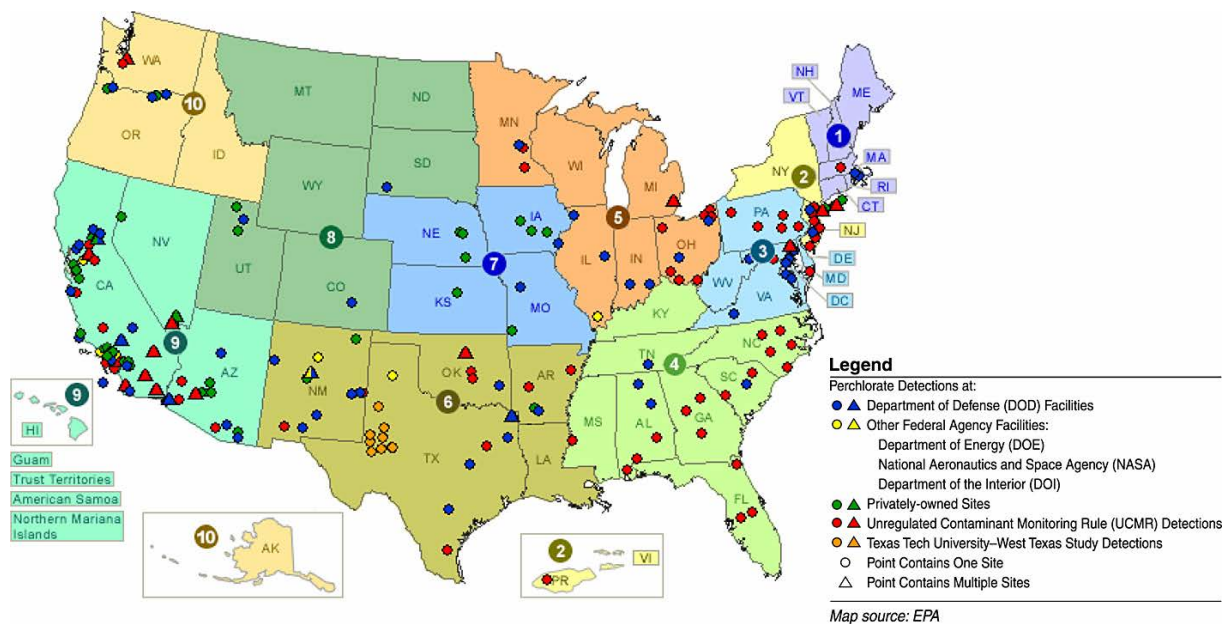 WA
10
OR
ID
MT
ND
SD
WY
8
UT
CO
NE
KS
IA
7
MO
MN
WI
MI
5
IL
IN
OH
KY
NH
VT
ME
1
MA
RI
CT
NY
2
NJ
PA
3
DE
MD
DC
WV
VA
CA
NV
9
AZ
NM
OK
6
TX
AR
LA
TN
4
NC
SC
MS
AL
GA
FL
9
HI
Guam
Trust Territories
American Samoa
Northern Mariana
Islands
10
AK
2
VI
PR
Legend
Perchlorate Detections at:
Department of Defense (DOD) Facilities
Other Federal Agency Facilities:
Department of Energy (DOE)
National Aeronautics and Space Agency (NASA)
Department of the Interior (DOI)
Privately-owned Sites
Unregulated Contaminant Monitoring Rule (UCMR) Detections
Texas Tech University–West Texas Study Detections
Point Contains One Site
Point Contains Multiple Sites
Map source: EPA